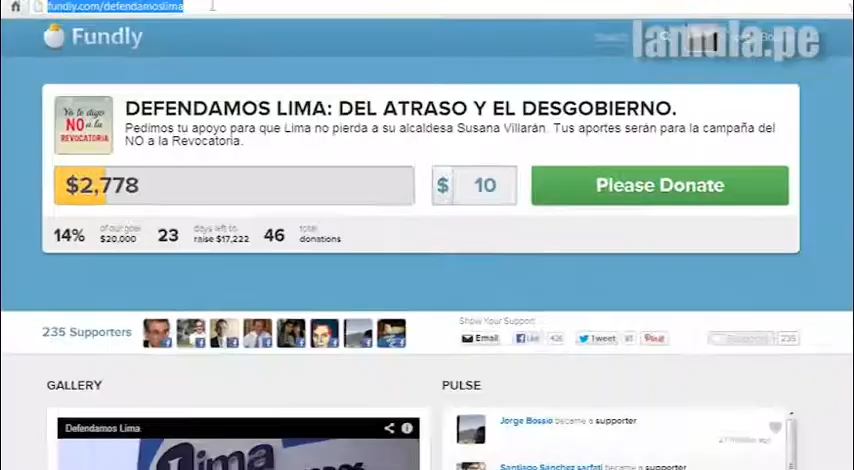 fundly.com/defendamoslima
Fundly
lamula.pe
DEFENDAMOS LIMA: DEL ATRASO Y EL DESGOBIERNO.
Yo le digo
NO a la
REVOCATORIA
Pedimos tu apoyo para que Lima no pierda a su alcaldesa Susana Villarán. Tus aportes serán para la campaña del
NO a la Revocatoria.
$2,778
$ 10
Please Donate
14% of our goal $20,000
23 days left to raise $17,222
46 total donations
235 Supporters
Show Your Support
Email
Like
Tweet
Pin it
235
GALLERY
PULSE
Defendamos Lima
Lima
Jorge Bossio became a supporter
Santiago Sánchez sarfati became a supporter